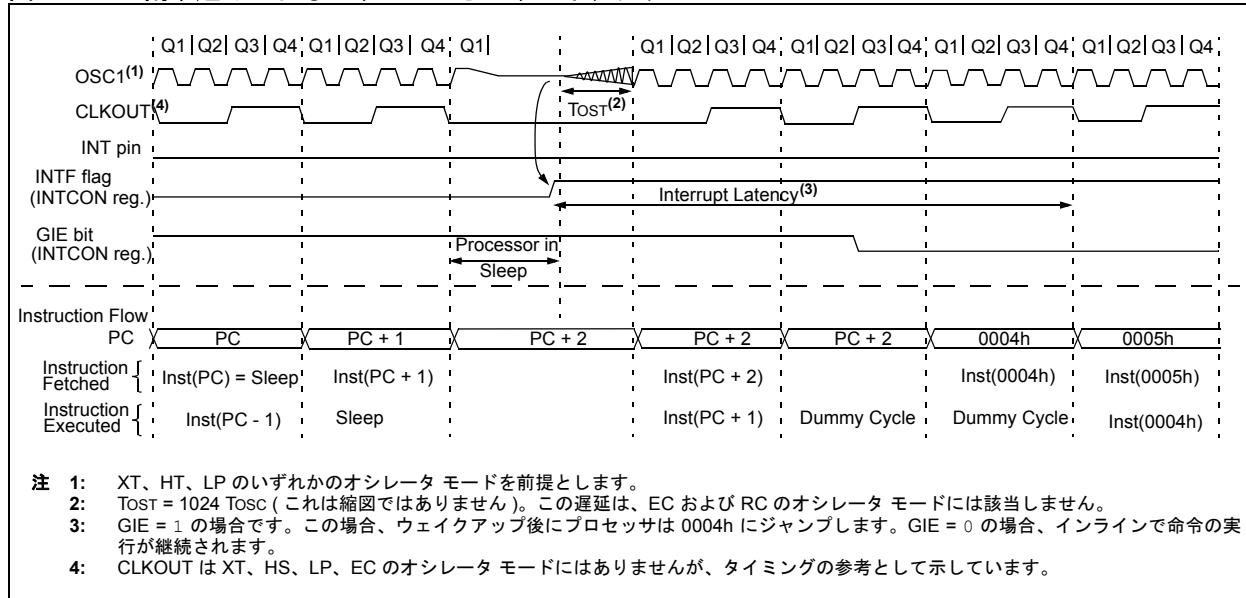 Q1 Q2 Q3 Q4 Q1 Q2 Q3 Q4 Q1 Q1 Q2 Q3 Q4 Q1 Q2 Q3 Q4 Q1 Q2 Q3 Q4 Q1 Q2 Q3 Q4
OSC1(1)
CLKOUT(4)
TOST(2)
INT pin
INTF flag
(INTCON reg.)
Interrupt Latency(3)
GIE bit
(INTCON reg.)
Processor in
Sleep
Instruction Flow
PC PC PC + 1 PC + 2 PC + 2 PC + 2 0004h 0005h
Instruction
Fetched
Inst(PC) = Sleep Inst(PC + 1) Inst(PC + 2) Inst(0004h) Inst(0005h)
Instruction
Executed
Inst(PC - 1) Sleep Inst(PC + 1) Dummy Cycle Dummy Cycle Inst(0004h)
注 1: XT、HT、LP のいずれかのオシレータ モードを前提とします。
2: TOST = 1024 TOSC ( これは縮図ではありません )。この遅延は、EC および RC のオシレータ モードには該当しません。
3: GIE = 1 の場合です。この場合、ウェイクアップ後にプロセッサは 0004h にジャンプします。GIE = 0 の場合、インラインで命令の実
行が継続されます。
4: CLKOUT は XT、HS、LP、EC のオシレータ モードにはありませんが、タイミングの参考として示しています。